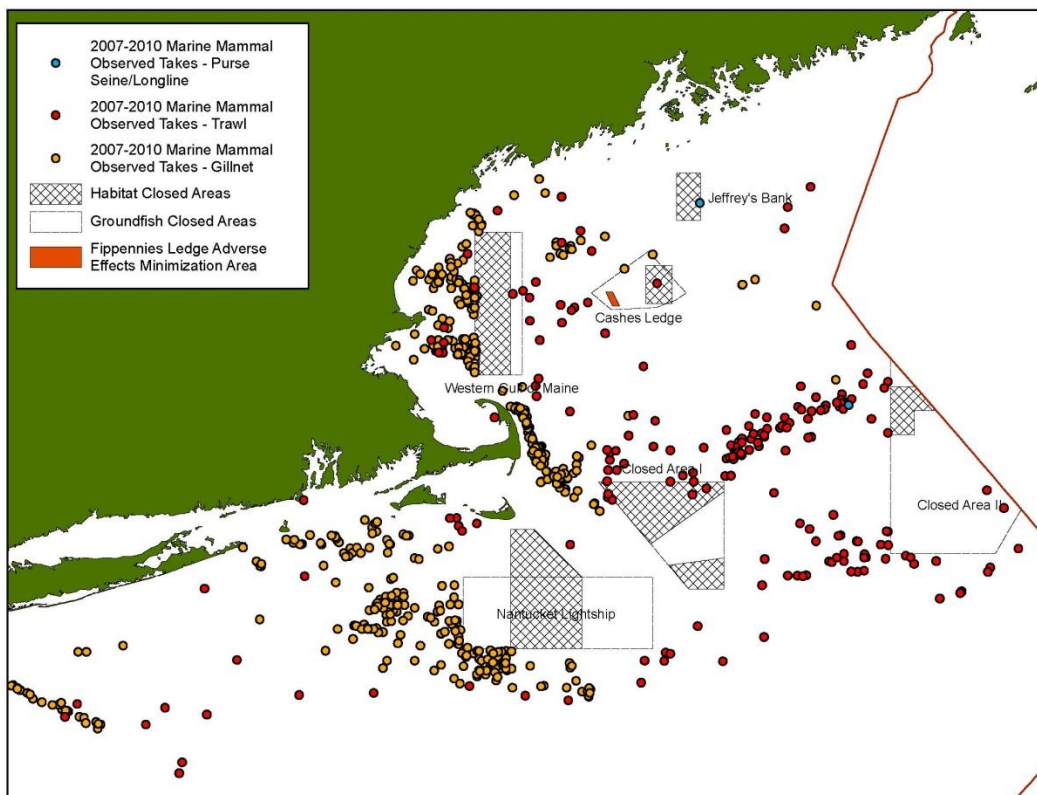 2007-2010 Marine Mammal
Observed Takes - Purse
Seine/Longline
2007-2010 Marine Mammal
Observed Takes - Trawl
2007-2010 Marine Mammal
Observed Takes - Gillnet
Habitat Closed Areas
Groundfish Closed Areas
Fippennies Ledge Adverse
Effects Minimization Area
Jeffrey's Bank
Cashes Ledge
Western Gulf of Maine
Closed Area I
Closed Area II
Nantucket Lightship